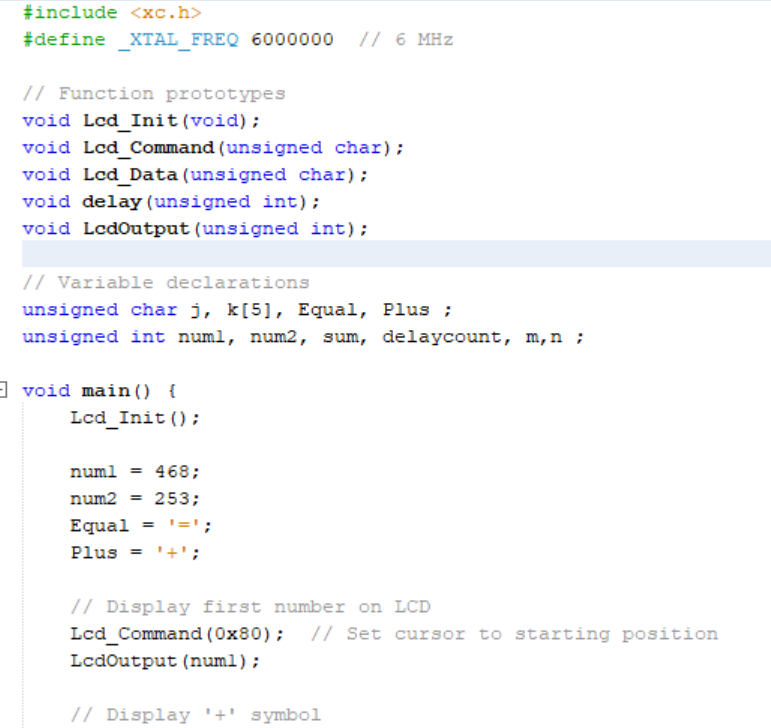 #include <xc.h>
#define _XTAL_FREQ 6000000  // 6 MHz
// Function prototypes
void Lcd_Init(void);
void Lcd_Command(unsigned char);
void Lcd_Data(unsigned char);
void delay(unsigned int);
void LcdOutput(unsigned int);
// Variable declarations
unsigned char j, k[5], Equal, Plus ;
unsigned int num1, num2, sum, delaycount, m,n ;
void main() {
    Lcd_Init();
    num1 = 468;
    num2 = 253;
    Equal = '=';
    Plus = '+';
    // Display first number on LCD
    Lcd_Command(0x80);  // Set cursor to starting position
    LcdOutput(num1);
    // Display '+' symbol